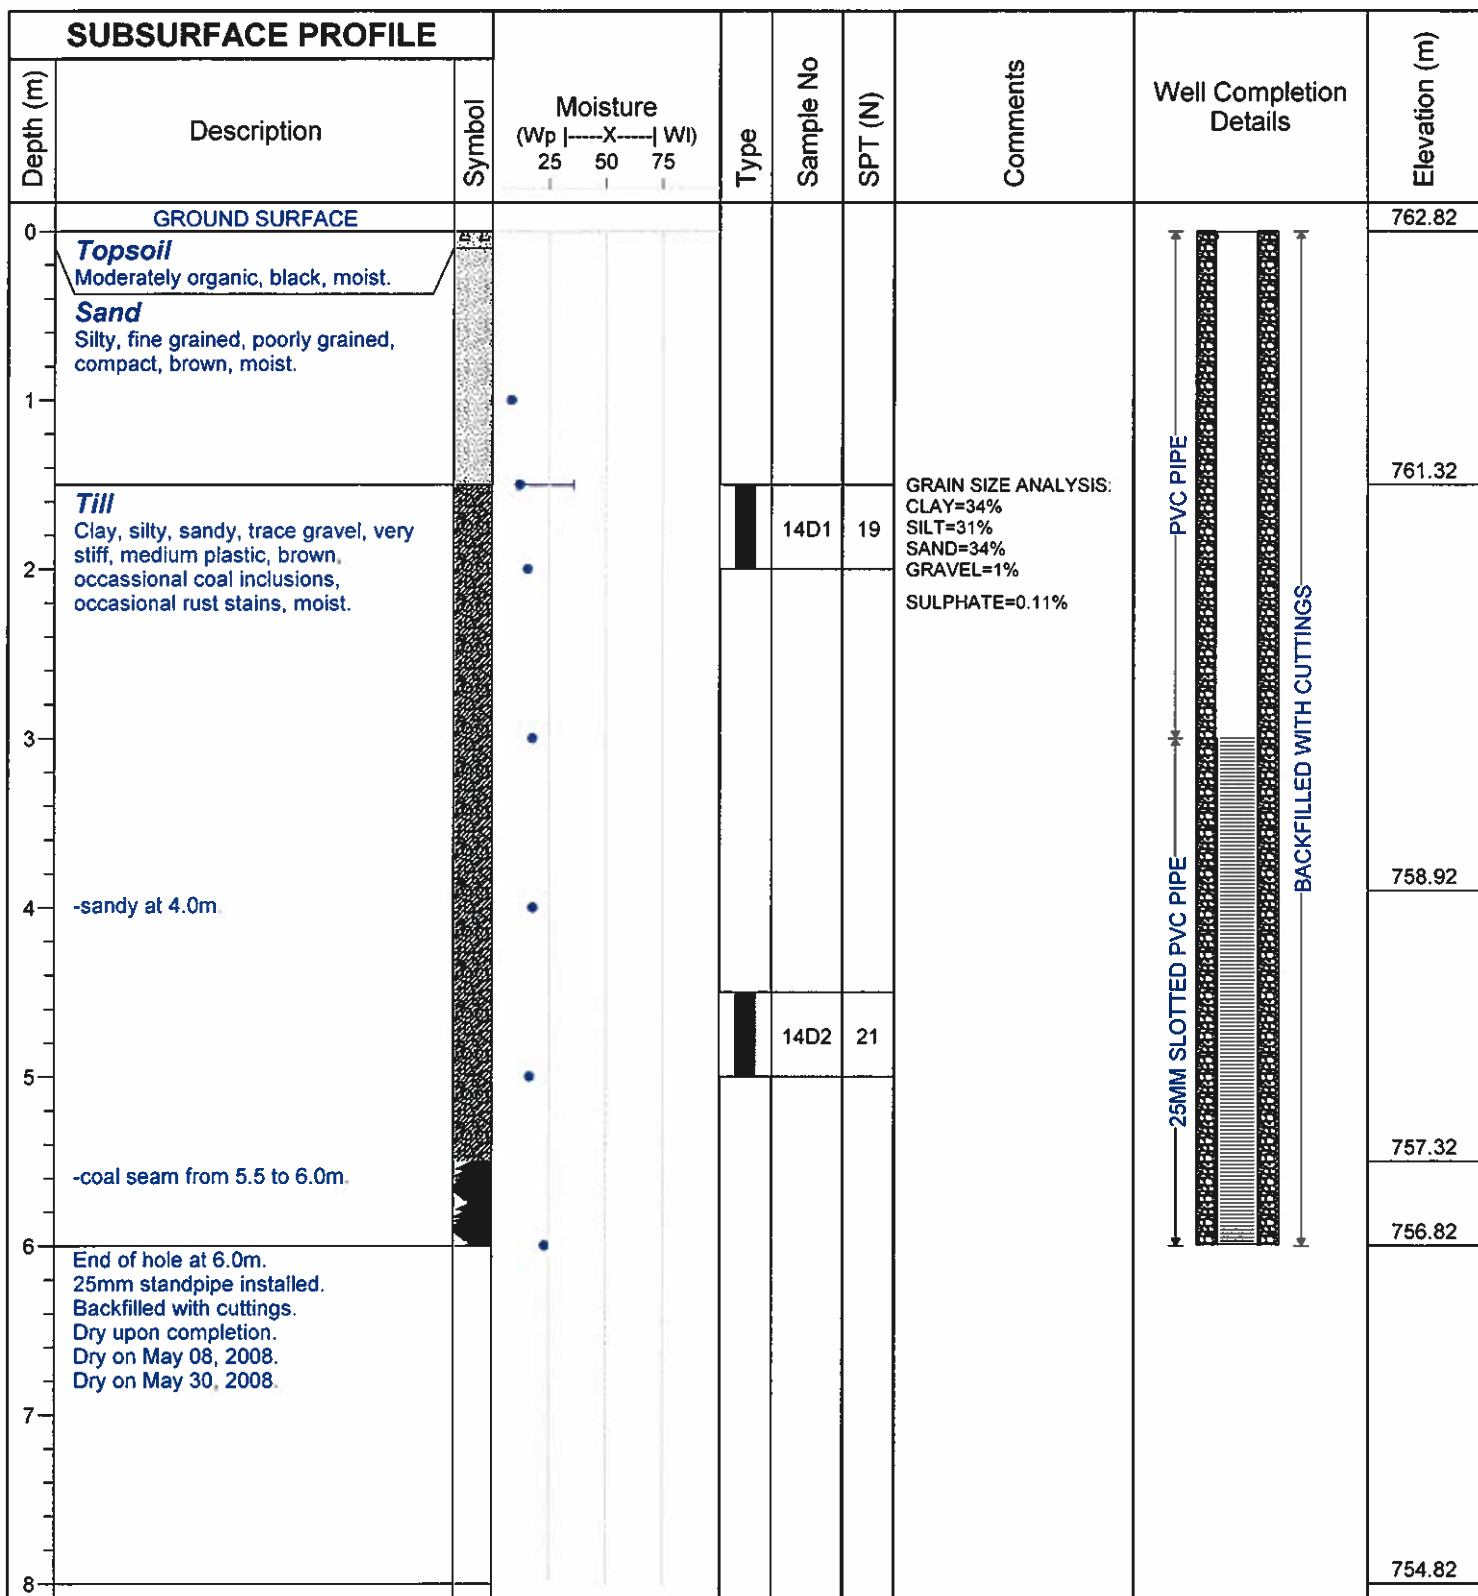 SUBSURFACE PROFILE
Depth (m)
Description
Symbol
Moisture
(Wp |-----X-----| Wl)
25 50 75
Type
Sample No
SPT (N)
Comments
Well Completion
Details
Elevation (m)
GROUND SURFACE
762.82
0
Topsoil
Moderately organic, black, moist.
Sand
Silty, fine grained, poorly grained,
compact, brown, moist.
1
761.32
Till
Clay, silty, sandy, trace gravel, very
stiff, medium plastic, brown,
occassional coal inclusions,
occasional rust stains, moist.
14D1 19
GRAIN SIZE ANALYSIS:
CLAY=34%
SILT=31%
SAND=34%
GRAVEL=1%
SULPHATE=0.11%
2
PVC PIPE
BACKFILLED WITH CUTTINGS
3
25MM SLOTTED PVC PIPE
758.92
4
-sandy at 4.0m.
14D2 21
5
757.32
-coal seam from 5.5 to 6.0m.
756.82
6
End of hole at 6.0m.
25mm standpipe installed.
Backfilled with cuttings.
Dry upon completion.
Dry on May 08, 2008.
Dry on May 30, 2008.
7
754.82
8